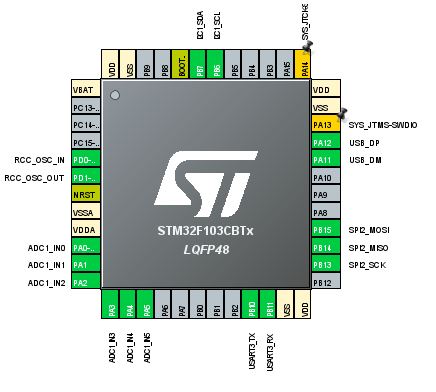 I2C1_SDA
I2C1_SCL
SYS_JTCK-S
VDD
VSS
PB9
PB8
BOOT..
PB7
PB6
PB5
PB4
PB3
PA15
PA14
VBAT
PC13-..
PC14-..
PC15-..
RCC_OSC_IN PD0-..
RCC_OSC_OUT PD1-..
NRST
VSSA
VDDA
ADC1_IN0 PA0-..
ADC1_IN1 PA1
ADC1_IN2 PA2
VDD
VSS
PA13 SYS_JTMS-SWDIO
PA12 USB_DP
PA11 USB_DM
PA10
PA9
PA8
PB15 SPI2_MOSI
PB14 SPI2_MISO
PB13 SPI2_SCK
PB12
ST
STM32F103CBTx
LQFP48
PA3
PA4
PA5
PA6
PA7
PB0
PB1
PB2
PB10
PB11
VSS
VDD
ADC1_IN3
ADC1_IN4
ADC1_IN5
USART3_TX
USART3_RX